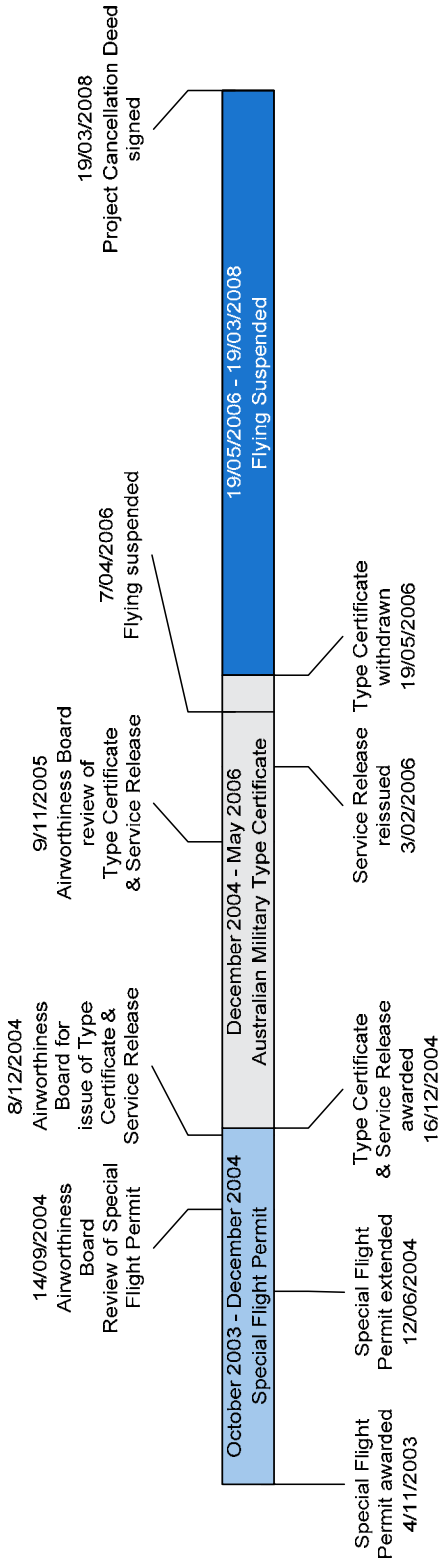 14/09/2004
Airworthiness
Board
Review of Special
Flight Permit
8/12/2004
Airworthiness
Board for
issue of Type
Certificate &
Service Release
9/11/2005
Airworthiness Board
review of
Type Certificate
& Service Release
7/04/2006
Flying suspended
19/03/2008
Project Cancellation Deed
signed
October 2003 - December 2004
Special Flight Permit
December 2004 - May 2006
Australian Military Type Certificate
19/05/2006 - 19/03/2008
Flying Suspended
Special Flight
Permit awarded
4/11/2003
Special Flight
Permit extended
12/06/2004
Type Certificate
& Service Release
awarded
16/12/2004
Service Release
reissued
3/02/2006
Type Certificate
withdrawn
19/05/2006